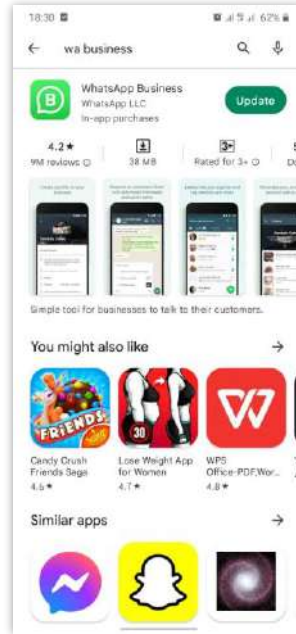 18:30
62%
wa business
WhatsApp Business
WhatsApp LLC
In-app purchases
Update
4.2★
9M reviews
38 MB
3+
Rated for 3+
Simple tool for businesses to talk to their customers.
You might also like
FRIENDS
30
Candy Crush
Friends Saga
4.6★
Lose Weight App
for Women
4.7★
WPS
Office-PDF,Wor...
4.8★
Similar apps